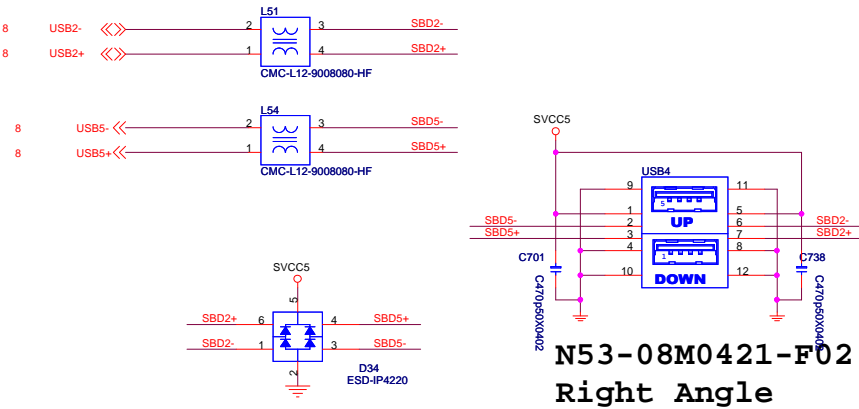 L51
8 USB2- 2 3 SBD2-
8 USB2+ 1 4 SBD2+
CMC-L12-9008080-HF
L54
8 USB5- 2 3 SBD5-
8 USB5+ 1 4 SBD5+
CMC-L12-9008080-HF
SVCC5
USB4
9 11
5
1 5
UP
SBD5- 2 6 SBD2-
SBD5+ 3 7 SBD2+
4 8
1
C701 C738
10 DOWN 12
C470p50X0402 C470p50X0402
SVCC5
5
SBD2+ 6 4 SBD5+
SBD2- 1 3 SBD5-
2
D34
ESD-IP4220
N53-08M0421-F02
Right Angle